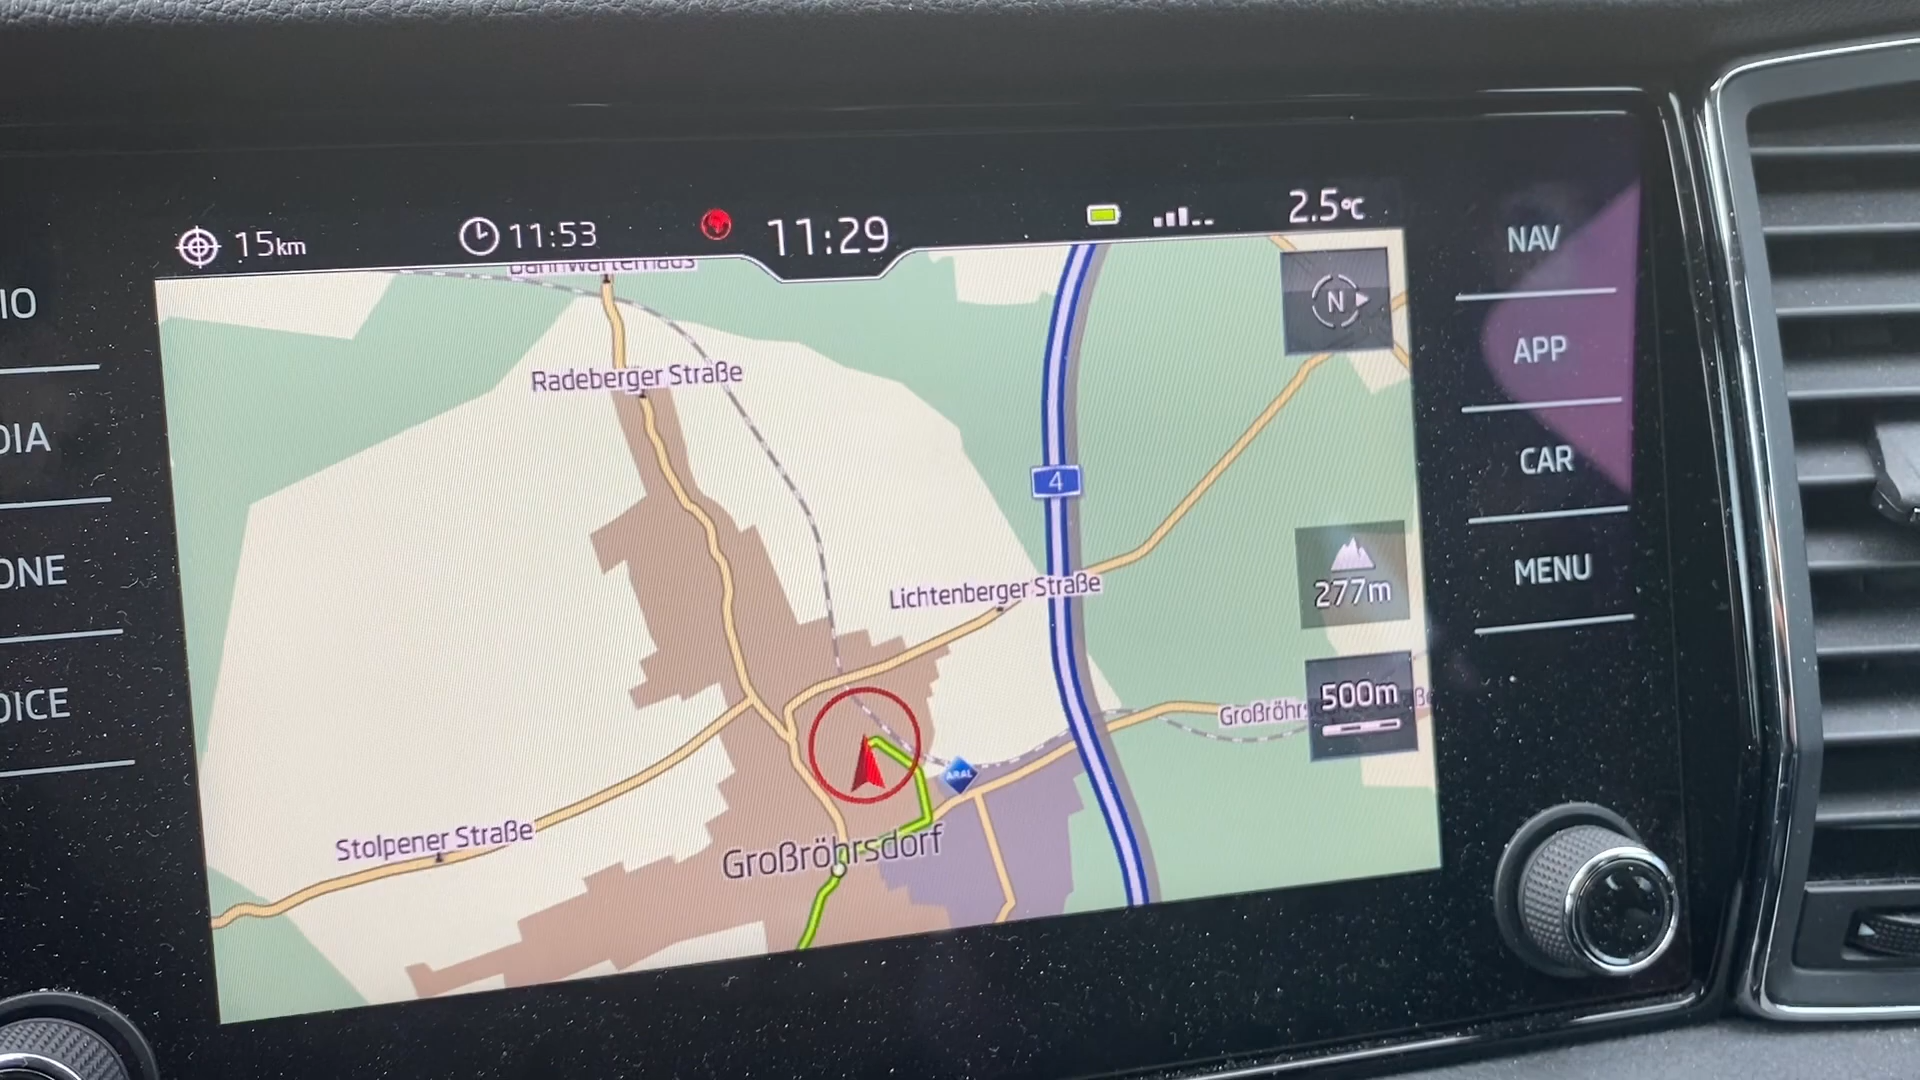 15km
11:53
11:29
2.5°C
NAV
N
IO
APP
Radeberger Straße
DIA
CAR
4
ONE
277m
MENU
Lichtenberger Straße
OICE
500m
Großröhrs
ARAL
Stolpener Straße
Großröhrsdorf